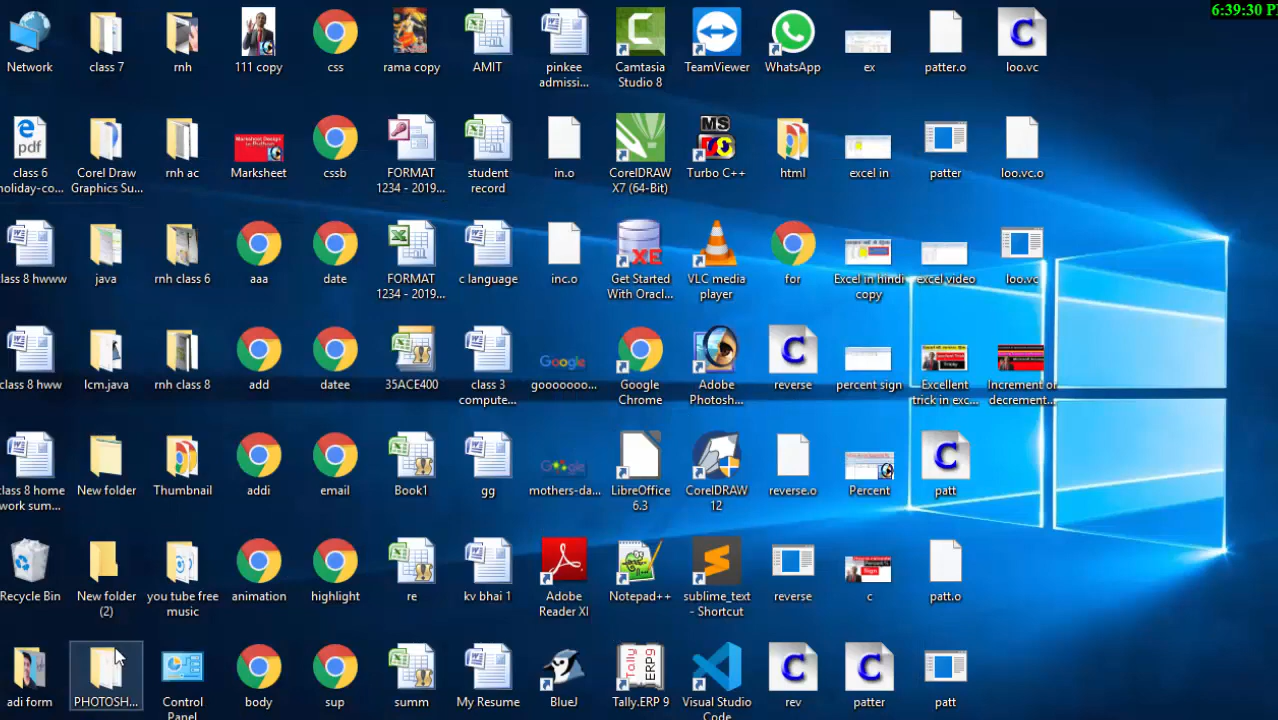 6:39:30 P
Network
class 7
rnh
111 copy
css
rama copy
AMIT
pinkee
admissi...
Camtasia
Studio 8
TeamViewer
WhatsApp
ex
patter.o
loo.vc
class 6
holiday-co...
Corel Draw
Graphics Su...
rnh ac
Marksheet
cssb
FORMAT
1234 - 2019...
student
record
in.o
CorelDRAW
X7 (64-Bit)
Turbo C++
html
excel in
patter
loo.vc.o
class 8 hwww
java
rnh class 6
aaa
date
FORMAT
1234 - 2019...
c language
inc.o
Get Started
With Oracl...
VLC media
player
for
Excel in hindi
copy
excel video
loo.vc
class 8 hww
lcm.java
rnh class 8
add
datee
35ACE400
class 3
compute...
gooooooo...
Google
Chrome
Adobe
Photosh...
reverse
percent sign
Excellent
trick in exc...
Increment or
decrement...
class 8 home
work sum...
New folder
Thumbnail
addi
email
Book1
gg
mothers-da...
LibreOffice
6.3
CorelDRAW
12
reverse.o
Percent
patt
Recycle Bin
New folder
(2)
you tube free
music
animation
highlight
re
kv bhai 1
Adobe
Reader XI
Notepad++
sublime_text
- Shortcut
reverse
c
patt.o
adi form
PHOTOSH...
Control
Panel
body
sup
summ
My Resume
BlueJ
Tally.ERP 9
Visual Studio
Code
rev
patter
patt